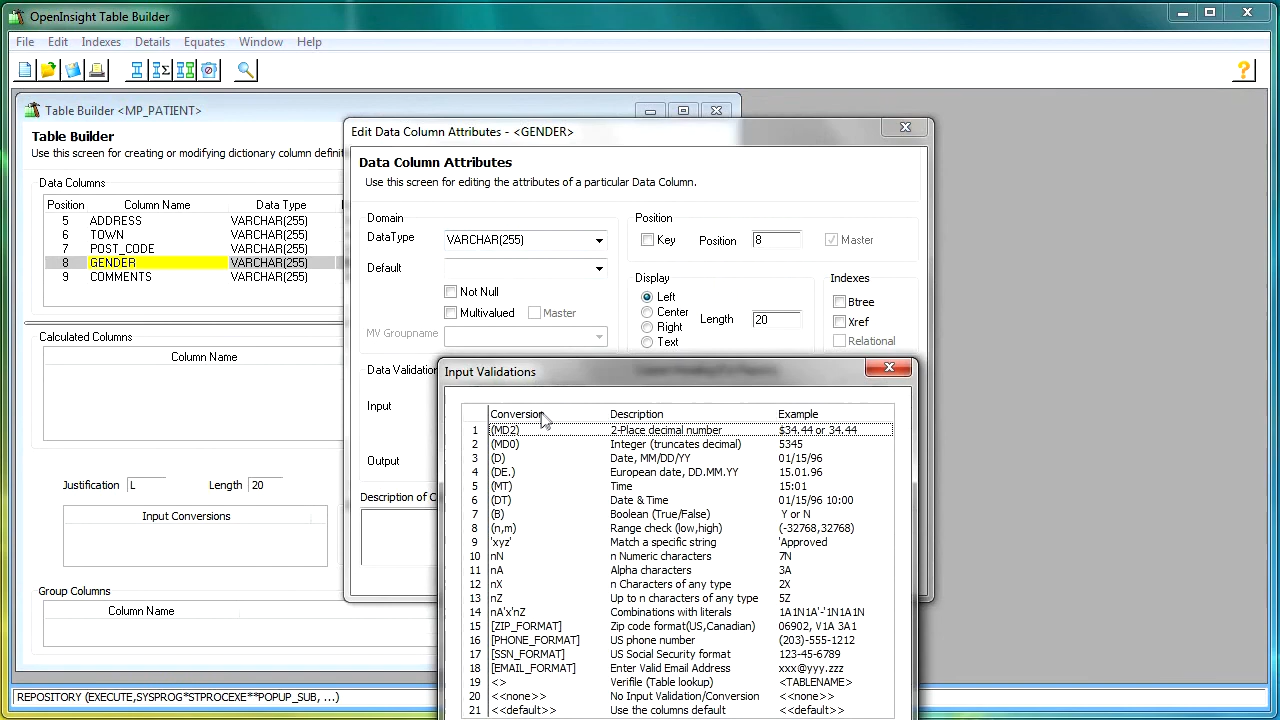 OpenInsight Table Builder
File Edit Indexes Details Equates Window Help
Table Builder <MP_PATIENT>
Table Builder
Use this screen for creating or modifying dictionary column defini
Data Columns
Position Column Name Data Type
5 ADDRESS VARCHAR(255)
6 TOWN VARCHAR(255)
7 POST_CODE VARCHAR(255)
8 GENDER VARCHAR(255)
9 COMMENTS VARCHAR(255)
Calculated Columns
Column Name
Justification L Length 20
Input Conversions
Group Columns
Column Name
Edit Data Column Attributes - <GENDER>
Data Column Attributes
Use this screen for editing the attributes of a particular Data Column.
Domain
DataType VARCHAR(255)
Default
Not Null
Multivalued Master
MV Groupname
Position
Key Position 8 Master
Display
Left
Center
Right
Text
Length 20
Indexes
Btree
Xref
Relational
Data Validation
Input
Output
Description of C
Input Validations
Conversion Description Example
1 (MD2) 2-Place decimal number $34.44 or 34.44
2 (MD0) Integer (truncates decimal) 5345
3 (D) Date, MM/DD/YY 01/15/96
4 (DE.) European date, DD.MM.YY 15.01.96
5 (MT) Time 15:01
6 (DT) Date & Time 01/15/96 10:00
7 (B) Boolean (True/False) Y or N
8 (n,m) Range check (low,high) (-32768,32768)
9 'xyz' Match a specific string 'Approved
10 nN n Numeric characters 7N
11 nA Alpha characters 3A
12 nX n Characters of any type 2X
13 nZ Up to n characters of any type 5Z
14 nA'x'nZ Combinations with literals 1A1N1A'-'1N1A1N
15 [ZIP_FORMAT] Zip code format(US,Canadian) 06902, V1A 3A1
16 [PHONE_FORMAT] US phone number (203)-555-1212
17 [SSN_FORMAT] US Social Security format 123-45-6789
18 [EMAIL_FORMAT] Enter Valid Email Address xxx@yyy.zzz
19 <> Verifile (Table lookup) <TABLENAME>
20 <<none>> No Input Validation/Conversion <<none>>
21 <<default>> Use the columns default <<default>>
REPOSITORY (EXECUTE,SYSPROG*STPROCEXE**POPUP_SUB, ...)